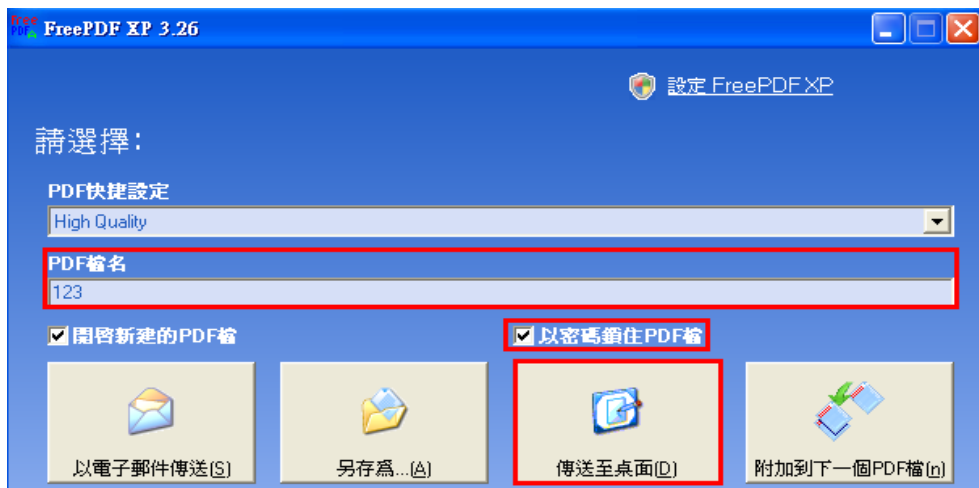 Free PDF FreePDF XP 3.26
設定 FreePDF XP
請選擇:
PDF快捷設定
High Quality
PDF檔名
123
開啓新建的PDF檔
以密碼鎖住PDF檔
以電子郵件傳送(S)
另存爲...(A)
傳送至桌面(D)
附加到下一個PDF檔(n)